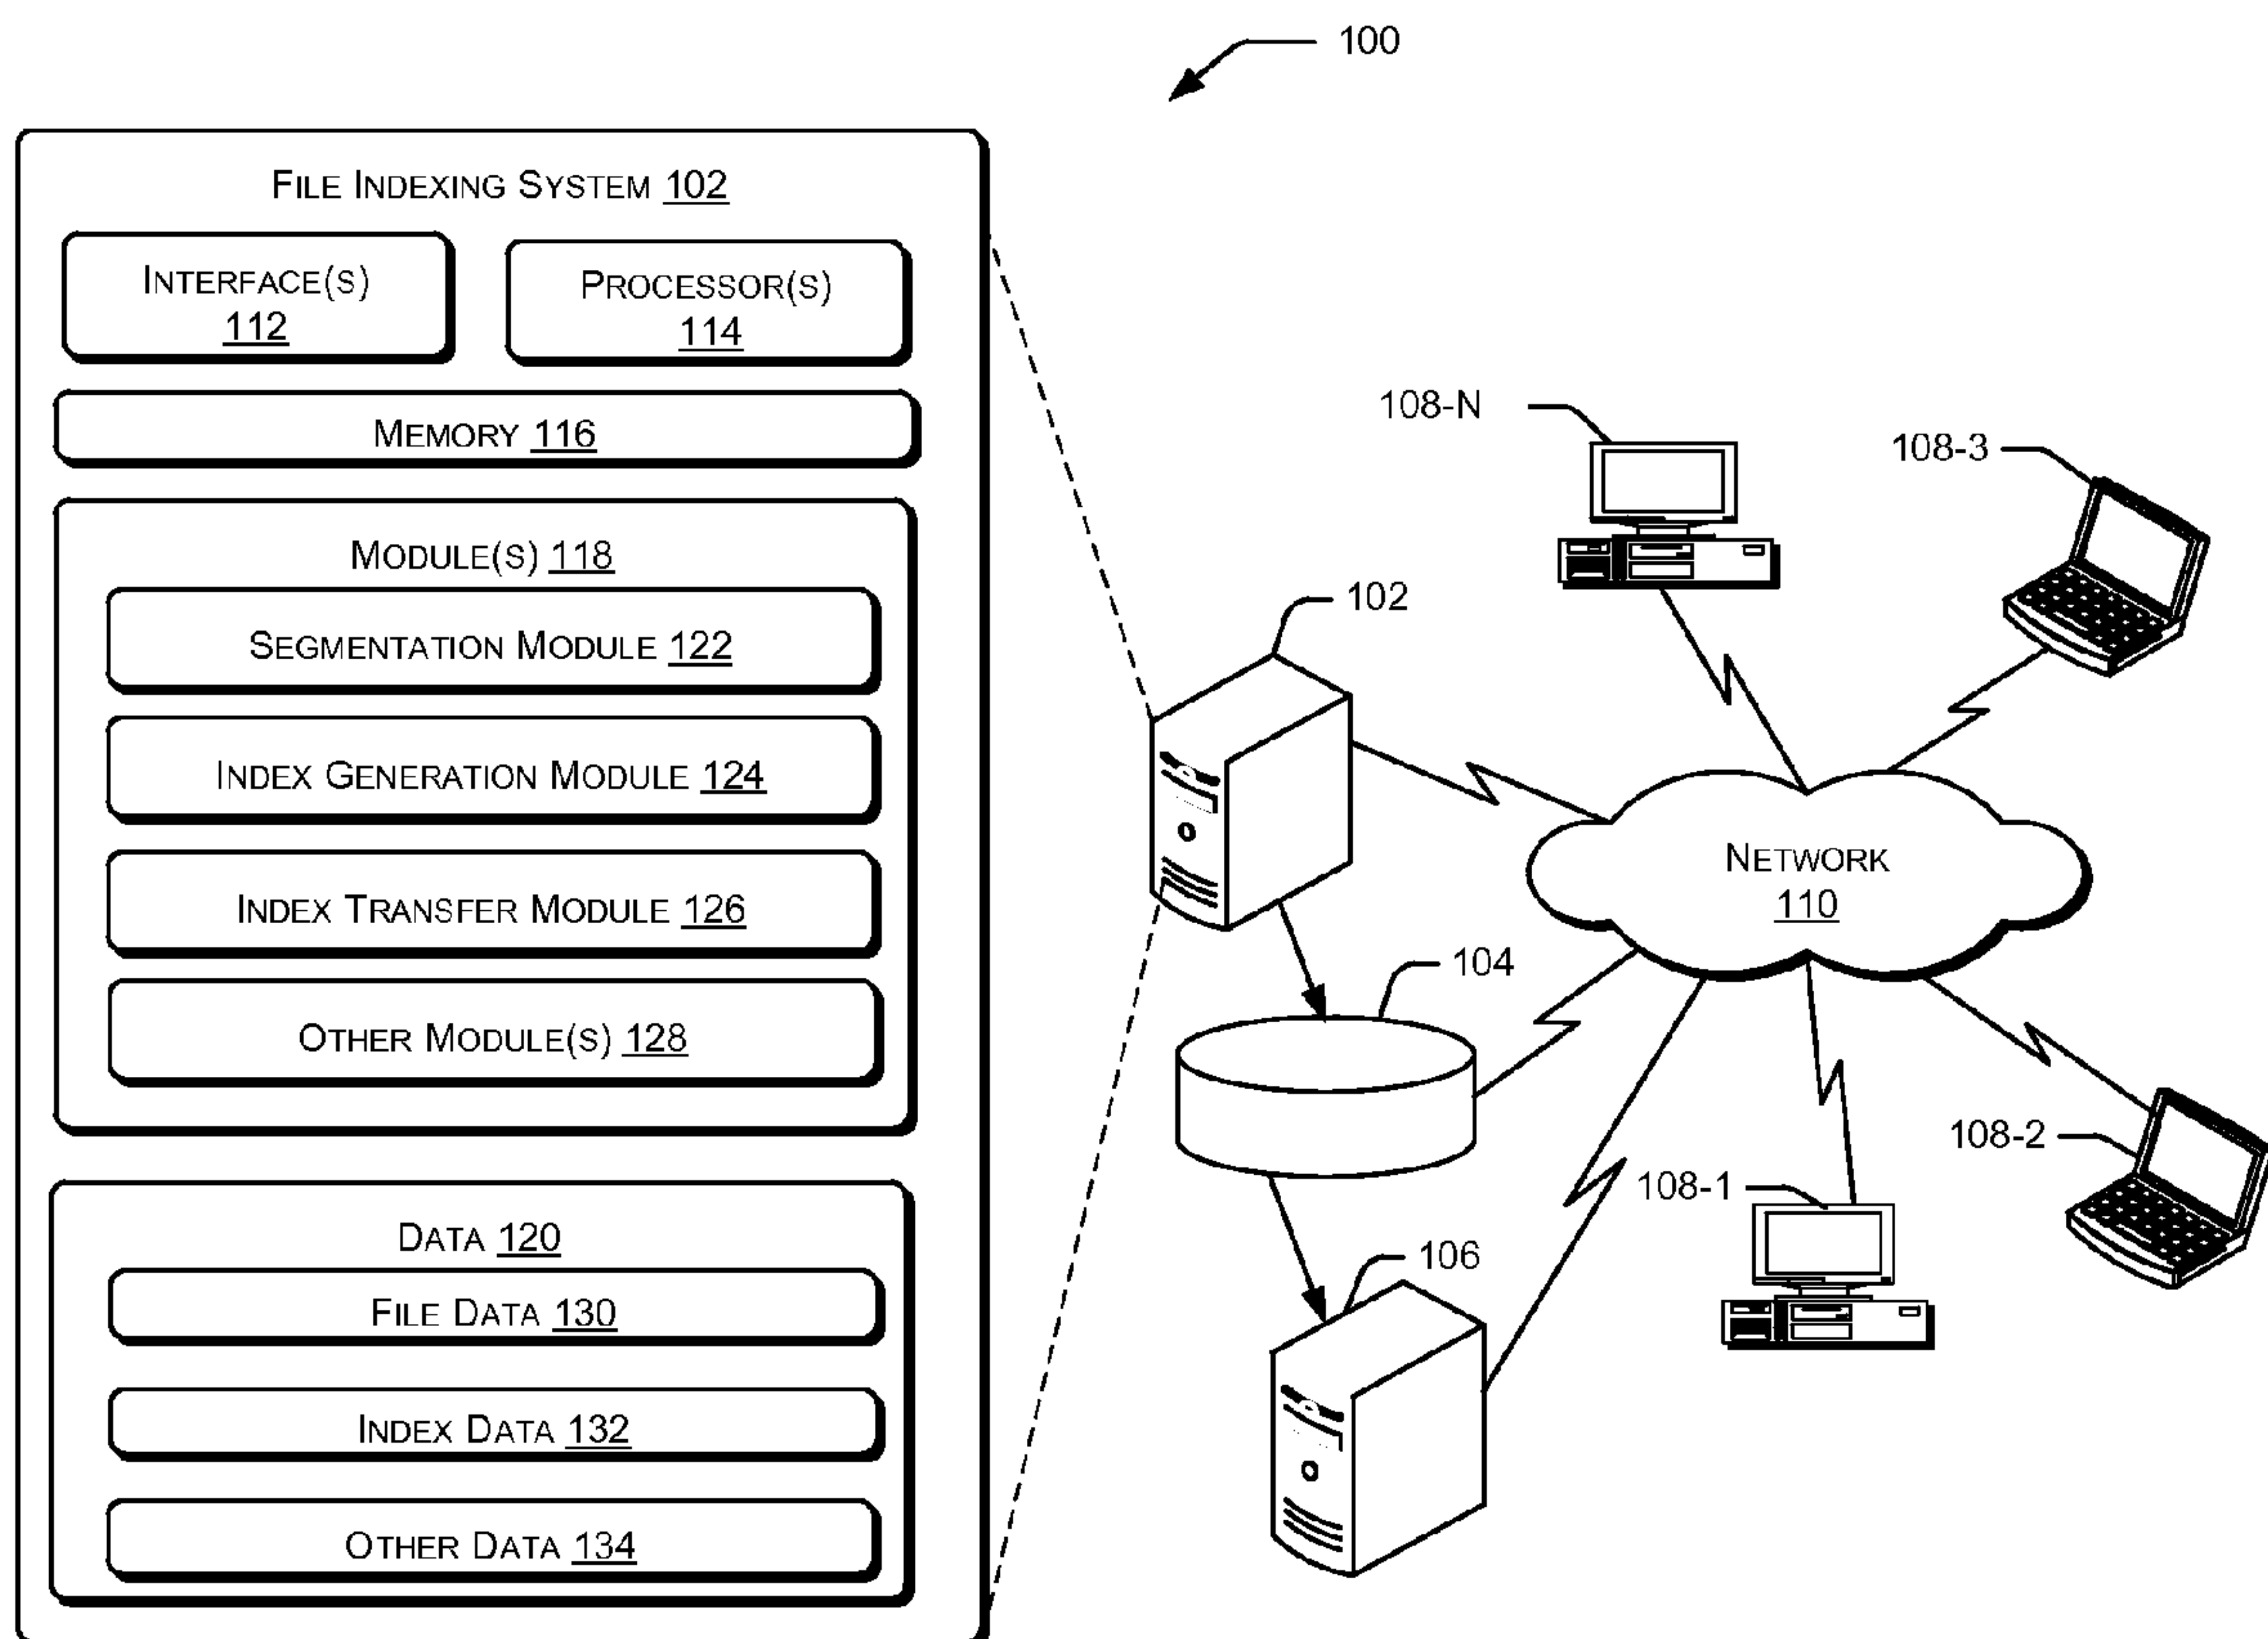 100
FILE INDEXING SYSTEM 102
INTERFACE(S)
112
PROCESSOR(S)
114
MEMORY 116
MODULE(S) 118
SEGMENTATION MODULE 122
INDEX GENERATION MODULE 124
INDEX TRANSFER MODULE 126
OTHER MODULE(S) 128
DATA 120
FILE DATA 130
INDEX DATA 132
OTHER DATA 134
108-N
108-3
102
NETWORK
110
104
108-2
108-1
106